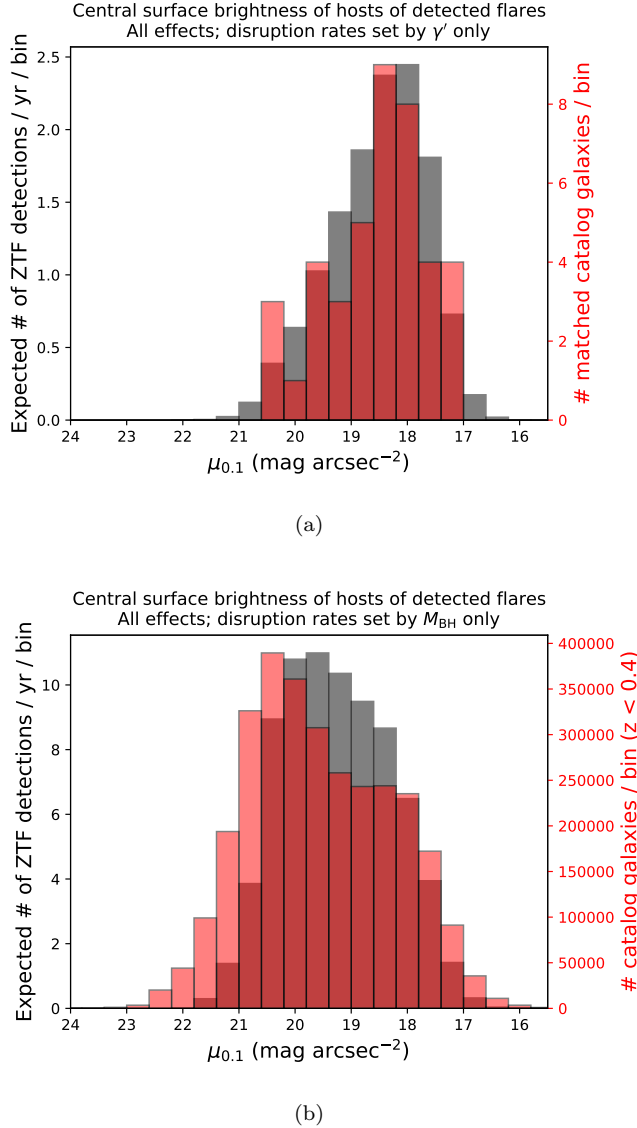 Central surface brightness of hosts of detected flares
All effects; disruption rates set by γ′ only
Expected # of ZTF detections / yr / bin
2.5
2.0
1.5
1.0
0.5
0.0
8
6
4
2
0
# matched catalog galaxies / bin
24 23 22 21 20 19 18 17 16
μ0.1 (mag arcsec−2)
(a)
Central surface brightness of hosts of detected flares
All effects; disruption rates set by MBH only
Expected # of ZTF detections / yr / bin
10
8
6
4
2
0
400000
350000
300000
250000
200000
150000
100000
50000
0
# catalog galaxies / bin (z < 0.4)
24 23 22 21 20 19 18 17 16
μ0.1 (mag arcsec−2)
(b)